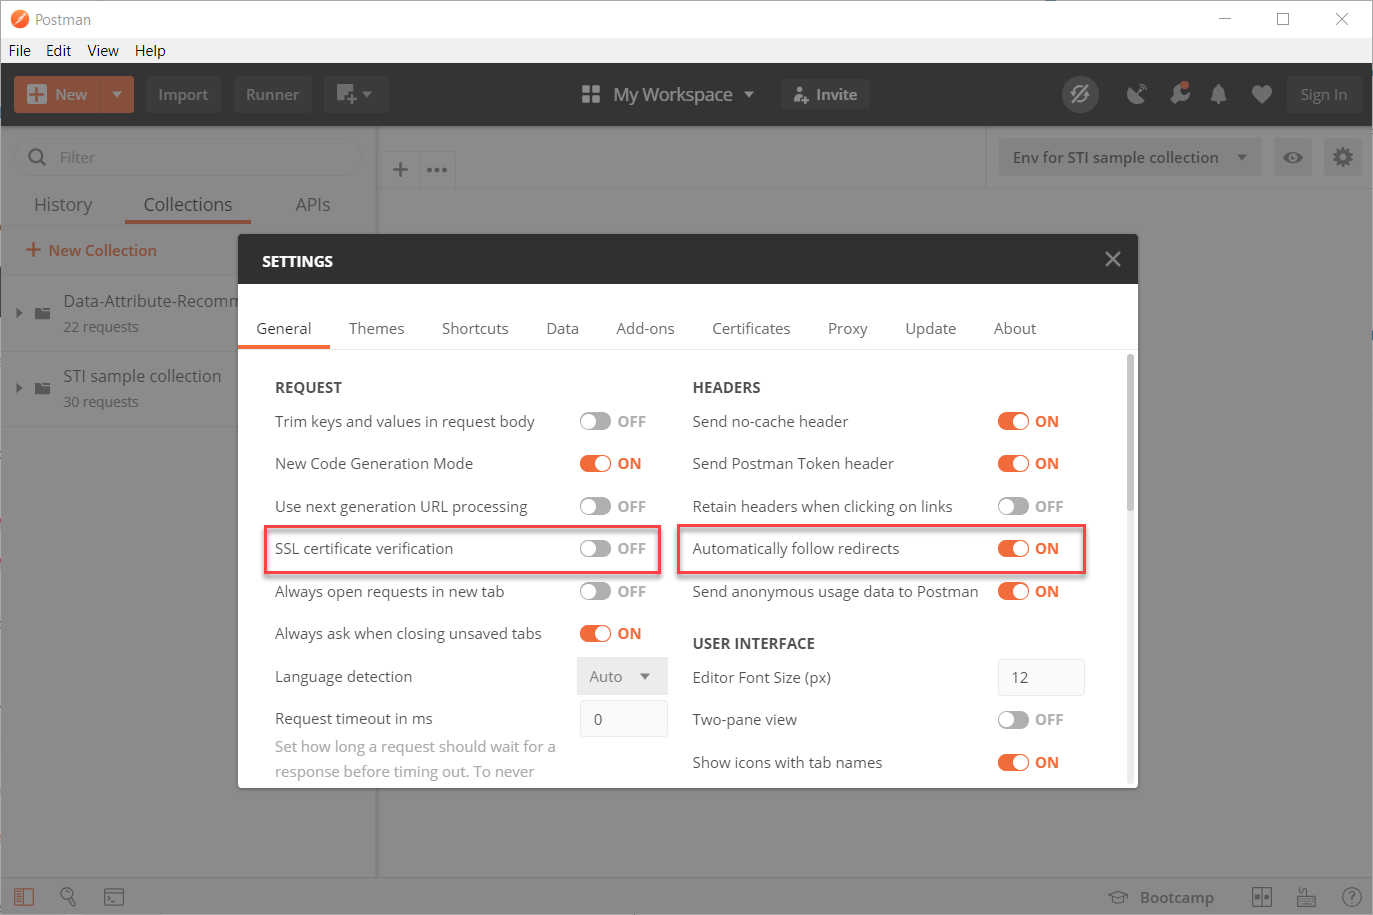 Postman
File Edit View Help
New Import Runner My Workspace Invite Sign In
Filter
Env for STI sample collection
History Collections APIs
New Collection
Data-Attribute-Recomm
22 requests
STI sample collection
30 requests
SETTINGS
General Themes Shortcuts Data Add-ons Certificates Proxy Update About
REQUEST
Trim keys and values in request body OFF
New Code Generation Mode ON
Use next generation URL processing OFF
SSL certificate verification OFF
Always open requests in new tab OFF
Always ask when closing unsaved tabs ON
Language detection Auto
Request timeout in ms 0
Set how long a request should wait for a
response before timing out. To never
HEADERS
Send no-cache header ON
Send Postman Token header ON
Retain headers when clicking on links OFF
Automatically follow redirects ON
Send anonymous usage data to Postman ON
USER INTERFACE
Editor Font Size (px) 12
Two-pane view OFF
Show icons with tab names ON
Bootcamp